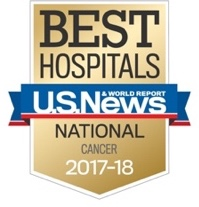 BEST
HOSPITALS
U.S.News
& WORLD REPORT
NATIONAL
CANCER
2017-18